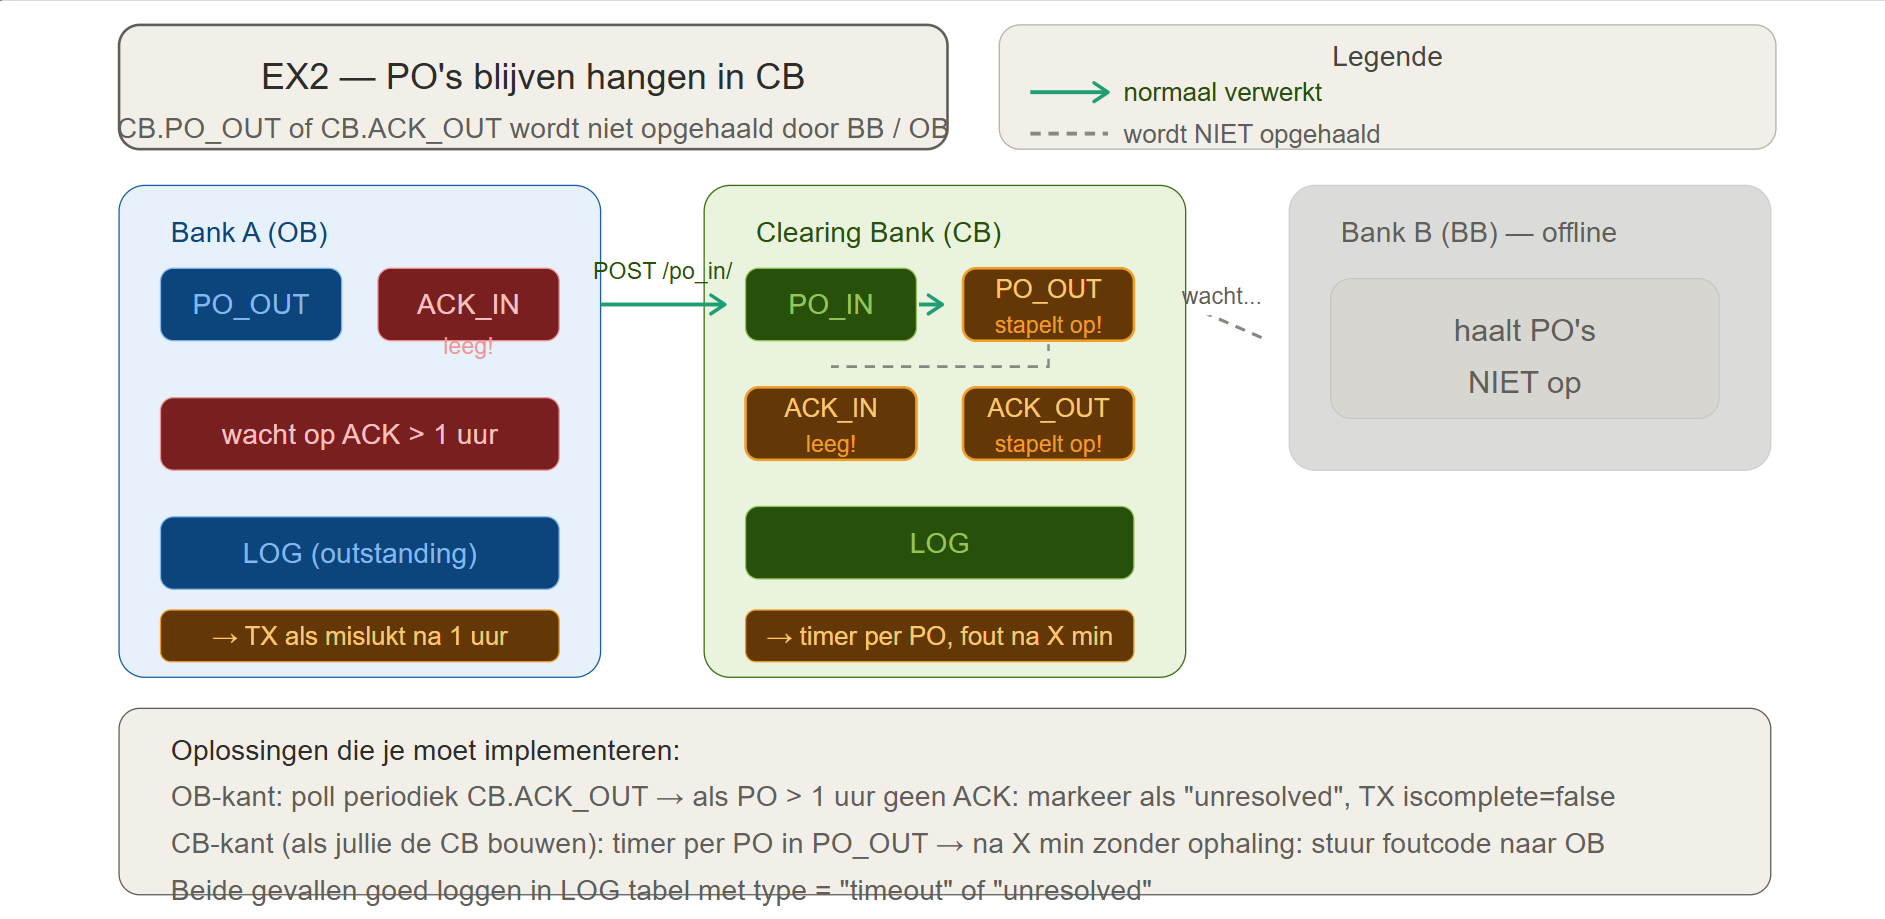 EX2 — PO's blijven hangen in CB
CB.PO_OUT of CB.ACK_OUT wordt niet opgehaald door BB / OB
Legende
normaal verwerkt
wordt NIET opgehaald
Bank A (OB)
PO_OUT
ACK_IN
leeg!
wacht op ACK > 1 uur
LOG (outstanding)
→ TX als mislukt na 1 uur
POST /po_in/
Clearing Bank (CB)
PO_IN
PO_OUT
stapelt op!
ACK_IN
leeg!
ACK_OUT
stapelt op!
LOG
→ timer per PO, fout na X min
wacht...
Bank B (BB) — offline
haalt PO's
NIET op
Oplossingen die je moet implementeren:
OB-kant: poll periodiek CB.ACK_OUT → als PO > 1 uur geen ACK: markeer als "unresolved", TX iscomplete=false
CB-kant (als jullie de CB bouwen): timer per PO in PO_OUT → na X min zonder ophaling: stuur foutcode naar OB
Beide gevallen goed loggen in LOG tabel met type = "timeout" of "unresolved"